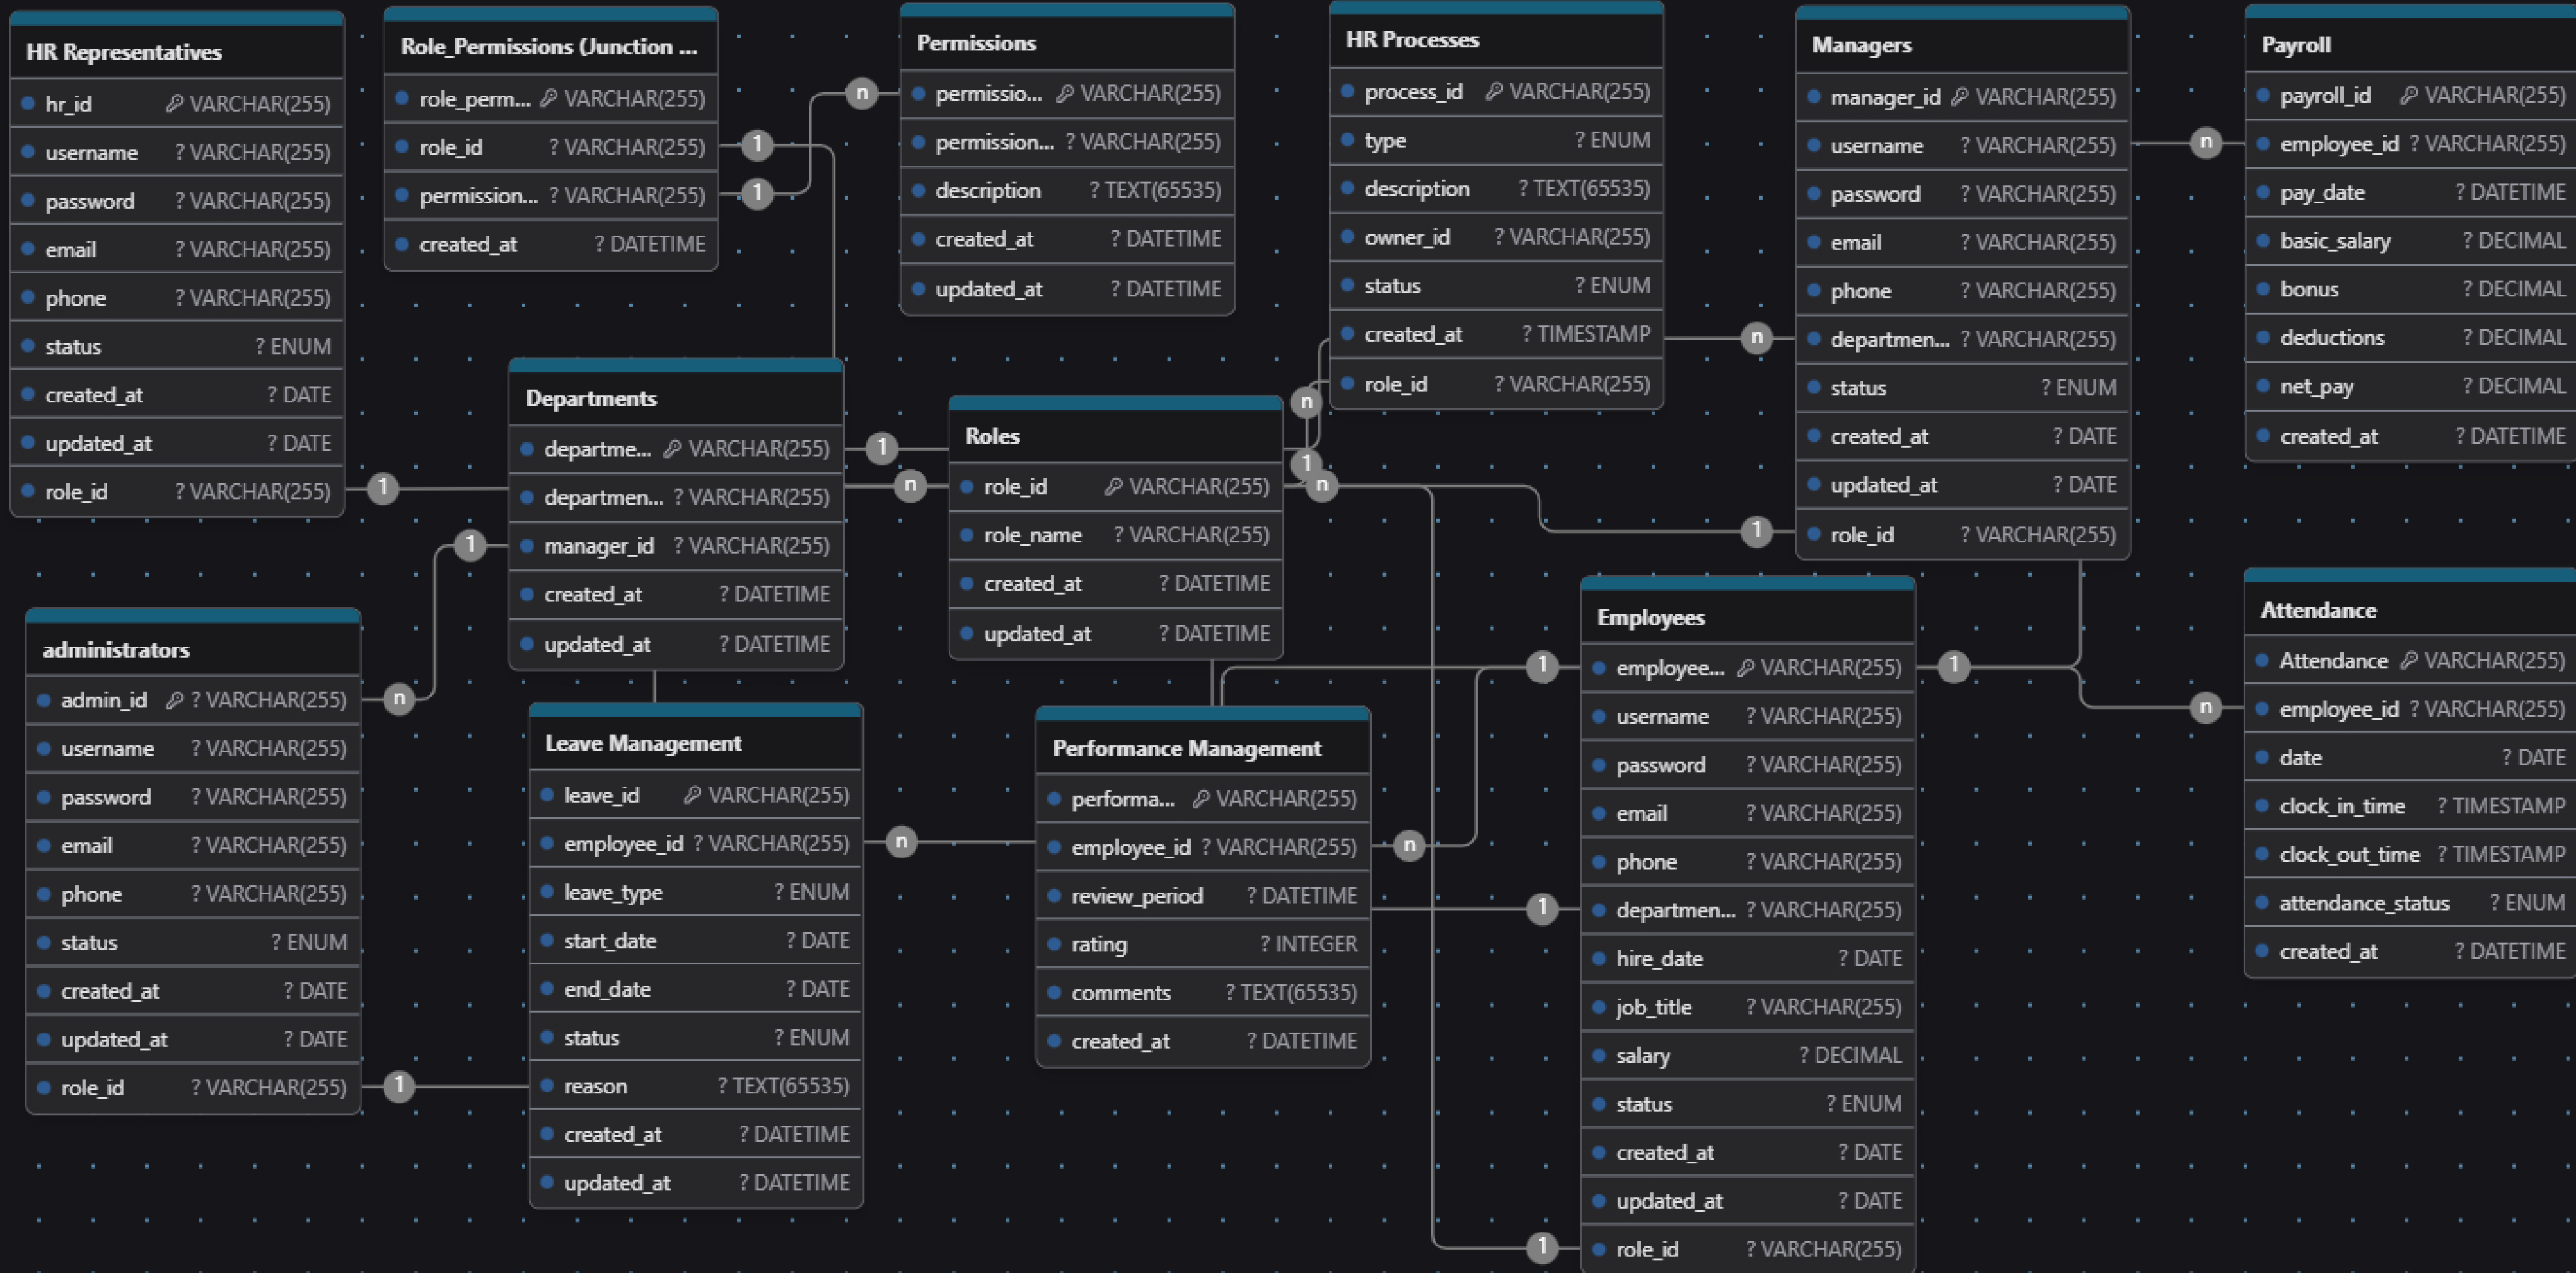 HR Representatives
hr_id VARCHAR(255)
username ? VARCHAR(255)
password ? VARCHAR(255)
email ? VARCHAR(255)
phone ? VARCHAR(255)
status ? ENUM
created_at ? DATE
updated_at ? DATE
role_id ? VARCHAR(255)
1
Role_Permissions (Junction ...
role_perm... VARCHAR(255)
role_id ? VARCHAR(255)
1
permission... ? VARCHAR(255)
1
created_at ? DATETIME
n
Permissions
permissio... VARCHAR(255)
permission... ? VARCHAR(255)
description ? TEXT(65535)
created_at ? DATETIME
updated_at ? DATETIME
HR Processes
process_id VARCHAR(255)
type ? ENUM
description ? TEXT(65535)
owner_id ? VARCHAR(255)
status ? ENUM
created_at ? TIMESTAMP
role_id ? VARCHAR(255)
n
1
n
n
Managers
manager_id VARCHAR(255)
username ? VARCHAR(255)
password ? VARCHAR(255)
email ? VARCHAR(255)
phone ? VARCHAR(255)
departmen... ? VARCHAR(255)
status ? ENUM
created_at ? DATE
updated_at ? DATE
role_id ? VARCHAR(255)
1
n
Payroll
payroll_id VARCHAR(255)
employee_id ? VARCHAR(255)
pay_date ? DATETIME
basic_salary ? DECIMAL
bonus ? DECIMAL
deductions ? DECIMAL
net_pay ? DECIMAL
created_at ? DATETIME
Departments
departme... VARCHAR(255)
departmen... ? VARCHAR(255)
manager_id ? VARCHAR(255)
created_at ? DATETIME
updated_at ? DATETIME
1
1
n
Roles
role_id VARCHAR(255)
role_name ? VARCHAR(255)
created_at ? DATETIME
updated_at ? DATETIME
administrators
admin_id ? VARCHAR(255)
n
username ? VARCHAR(255)
password ? VARCHAR(255)
email ? VARCHAR(255)
phone ? VARCHAR(255)
status ? ENUM
created_at ? DATE
updated_at ? DATE
role_id ? VARCHAR(255)
1
Leave Management
leave_id VARCHAR(255)
employee_id ? VARCHAR(255)
n
leave_type ? ENUM
start_date ? DATE
end_date ? DATE
status ? ENUM
reason ? TEXT(65535)
created_at ? DATETIME
updated_at ? DATETIME
Performance Management
performa... VARCHAR(255)
employee_id ? VARCHAR(255)
n
review_period ? DATETIME
rating ? INTEGER
comments ? TEXT(65535)
created_at ? DATETIME
Employees
1
employee... VARCHAR(255)
1
username ? VARCHAR(255)
password ? VARCHAR(255)
email ? VARCHAR(255)
phone ? VARCHAR(255)
1
departmen... ? VARCHAR(255)
hire_date ? DATE
job_title ? VARCHAR(255)
salary ? DECIMAL
status ? ENUM
created_at ? DATE
updated_at ? DATE
1
role_id ? VARCHAR(255)
Attendance
Attendance VARCHAR(255)
n
employee_id ? VARCHAR(255)
date ? DATE
clock_in_time ? TIMESTAMP
clock_out_time ? TIMESTAMP
attendance_status ? ENUM
created_at ? DATETIME